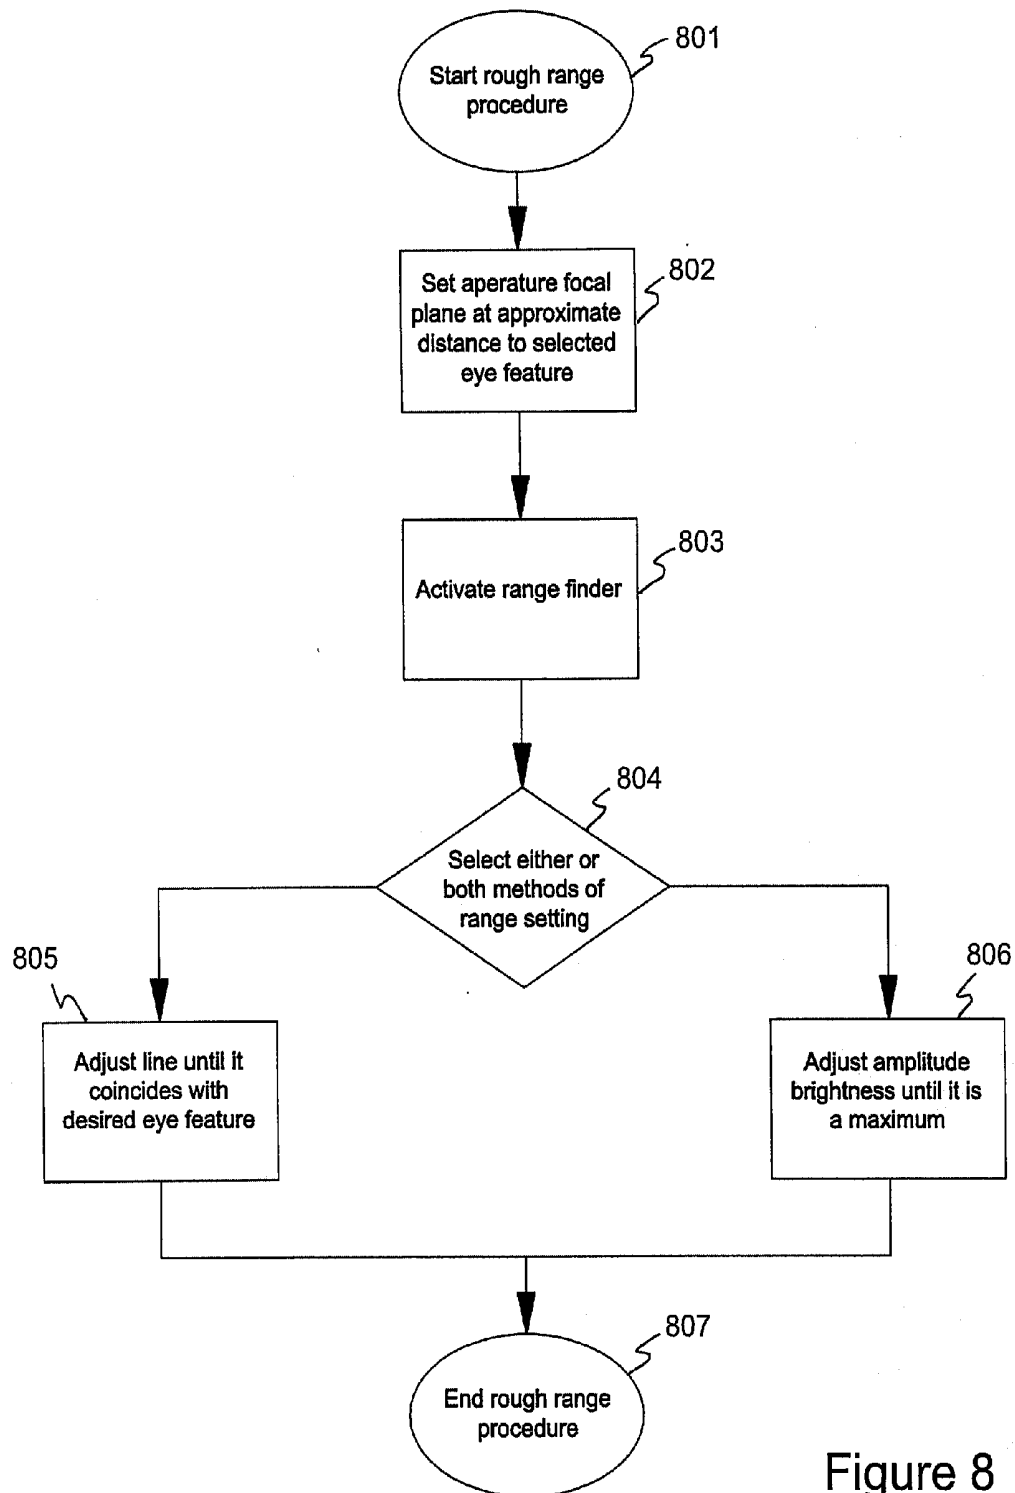 801
Start rough range
procedure
802
Set aperature focal
plane at approximate
distance to selected
eye feature
803
Activate range finder
804
Select either or
both methods of
range setting
805
Adjust line until it
coincides with
desired eye feature
806
Adjust amplitude
brightness until it is
a maximum
807
End rough range
procedure
Figure 8